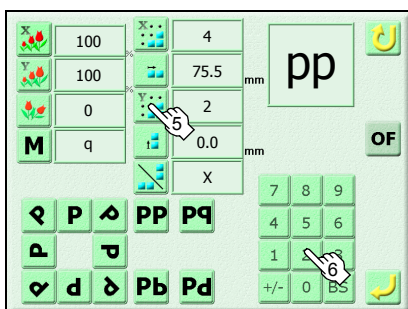 X 100 % X 4 pp
Y 100 % 75.5 mm
0 Y 2
5
M q 0.0 mm OF
X
7 8 9
P P P PP Pq 4 5 6
P P 1 2 3
6
d d d Pb Pd +/- 0 BS